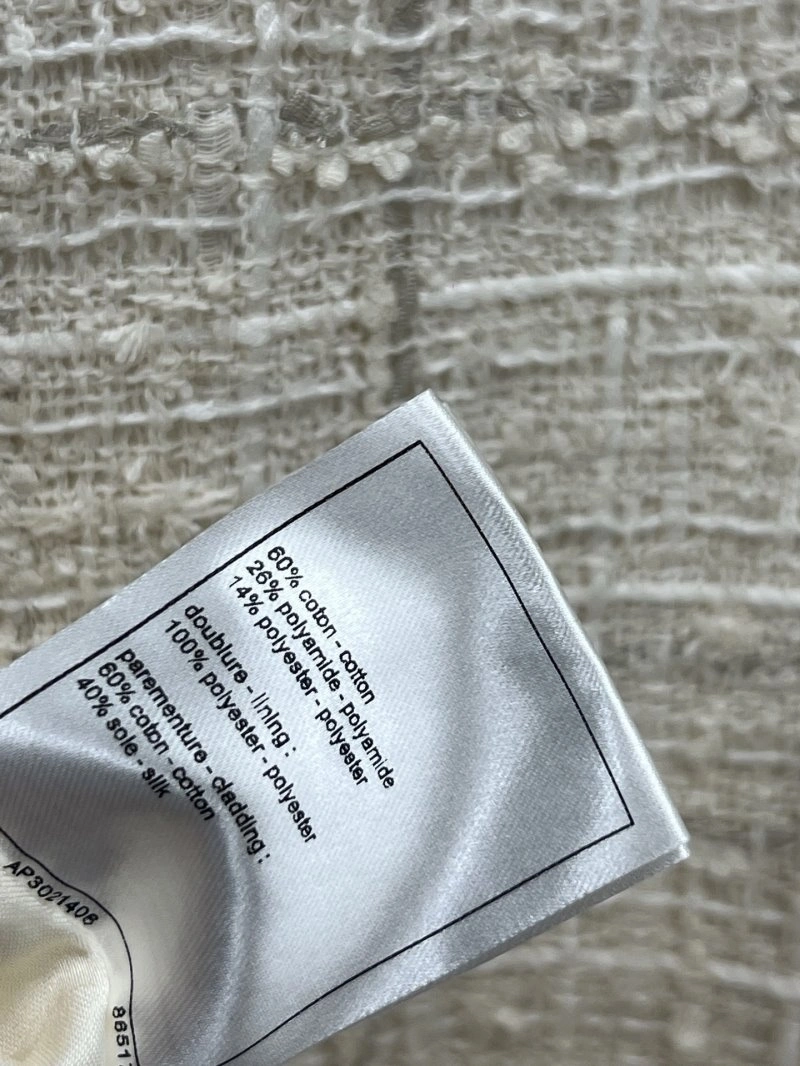 60% coton - cotton
26% polyamide - polyamide
14% polyester - polyester
doublure - lining :
100% polyester - polyester
parementure - cladding :
60% coton - cotton
40% soie - silk
AP3021406